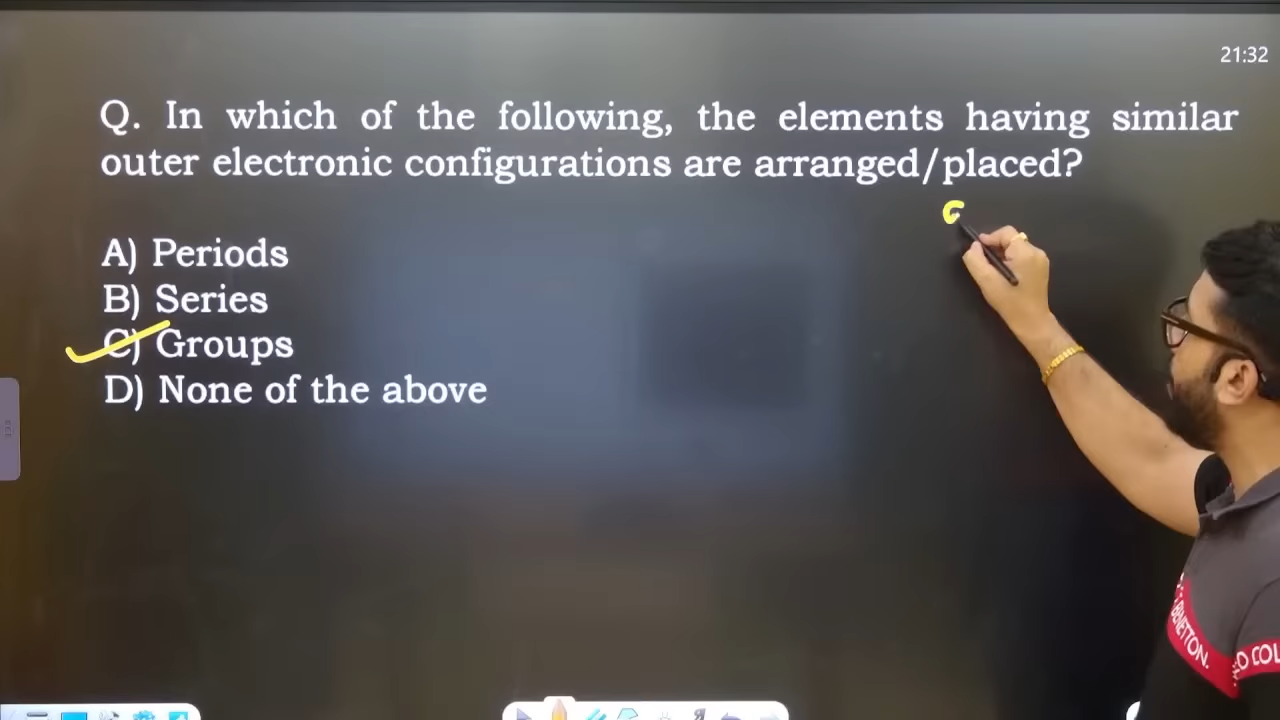 21:32
Q. In which of the following, the elements having similar
outer electronic configurations are arranged/placed?
A) Periods
B) Series
C) Groups
D) None of the above
BENETTON.